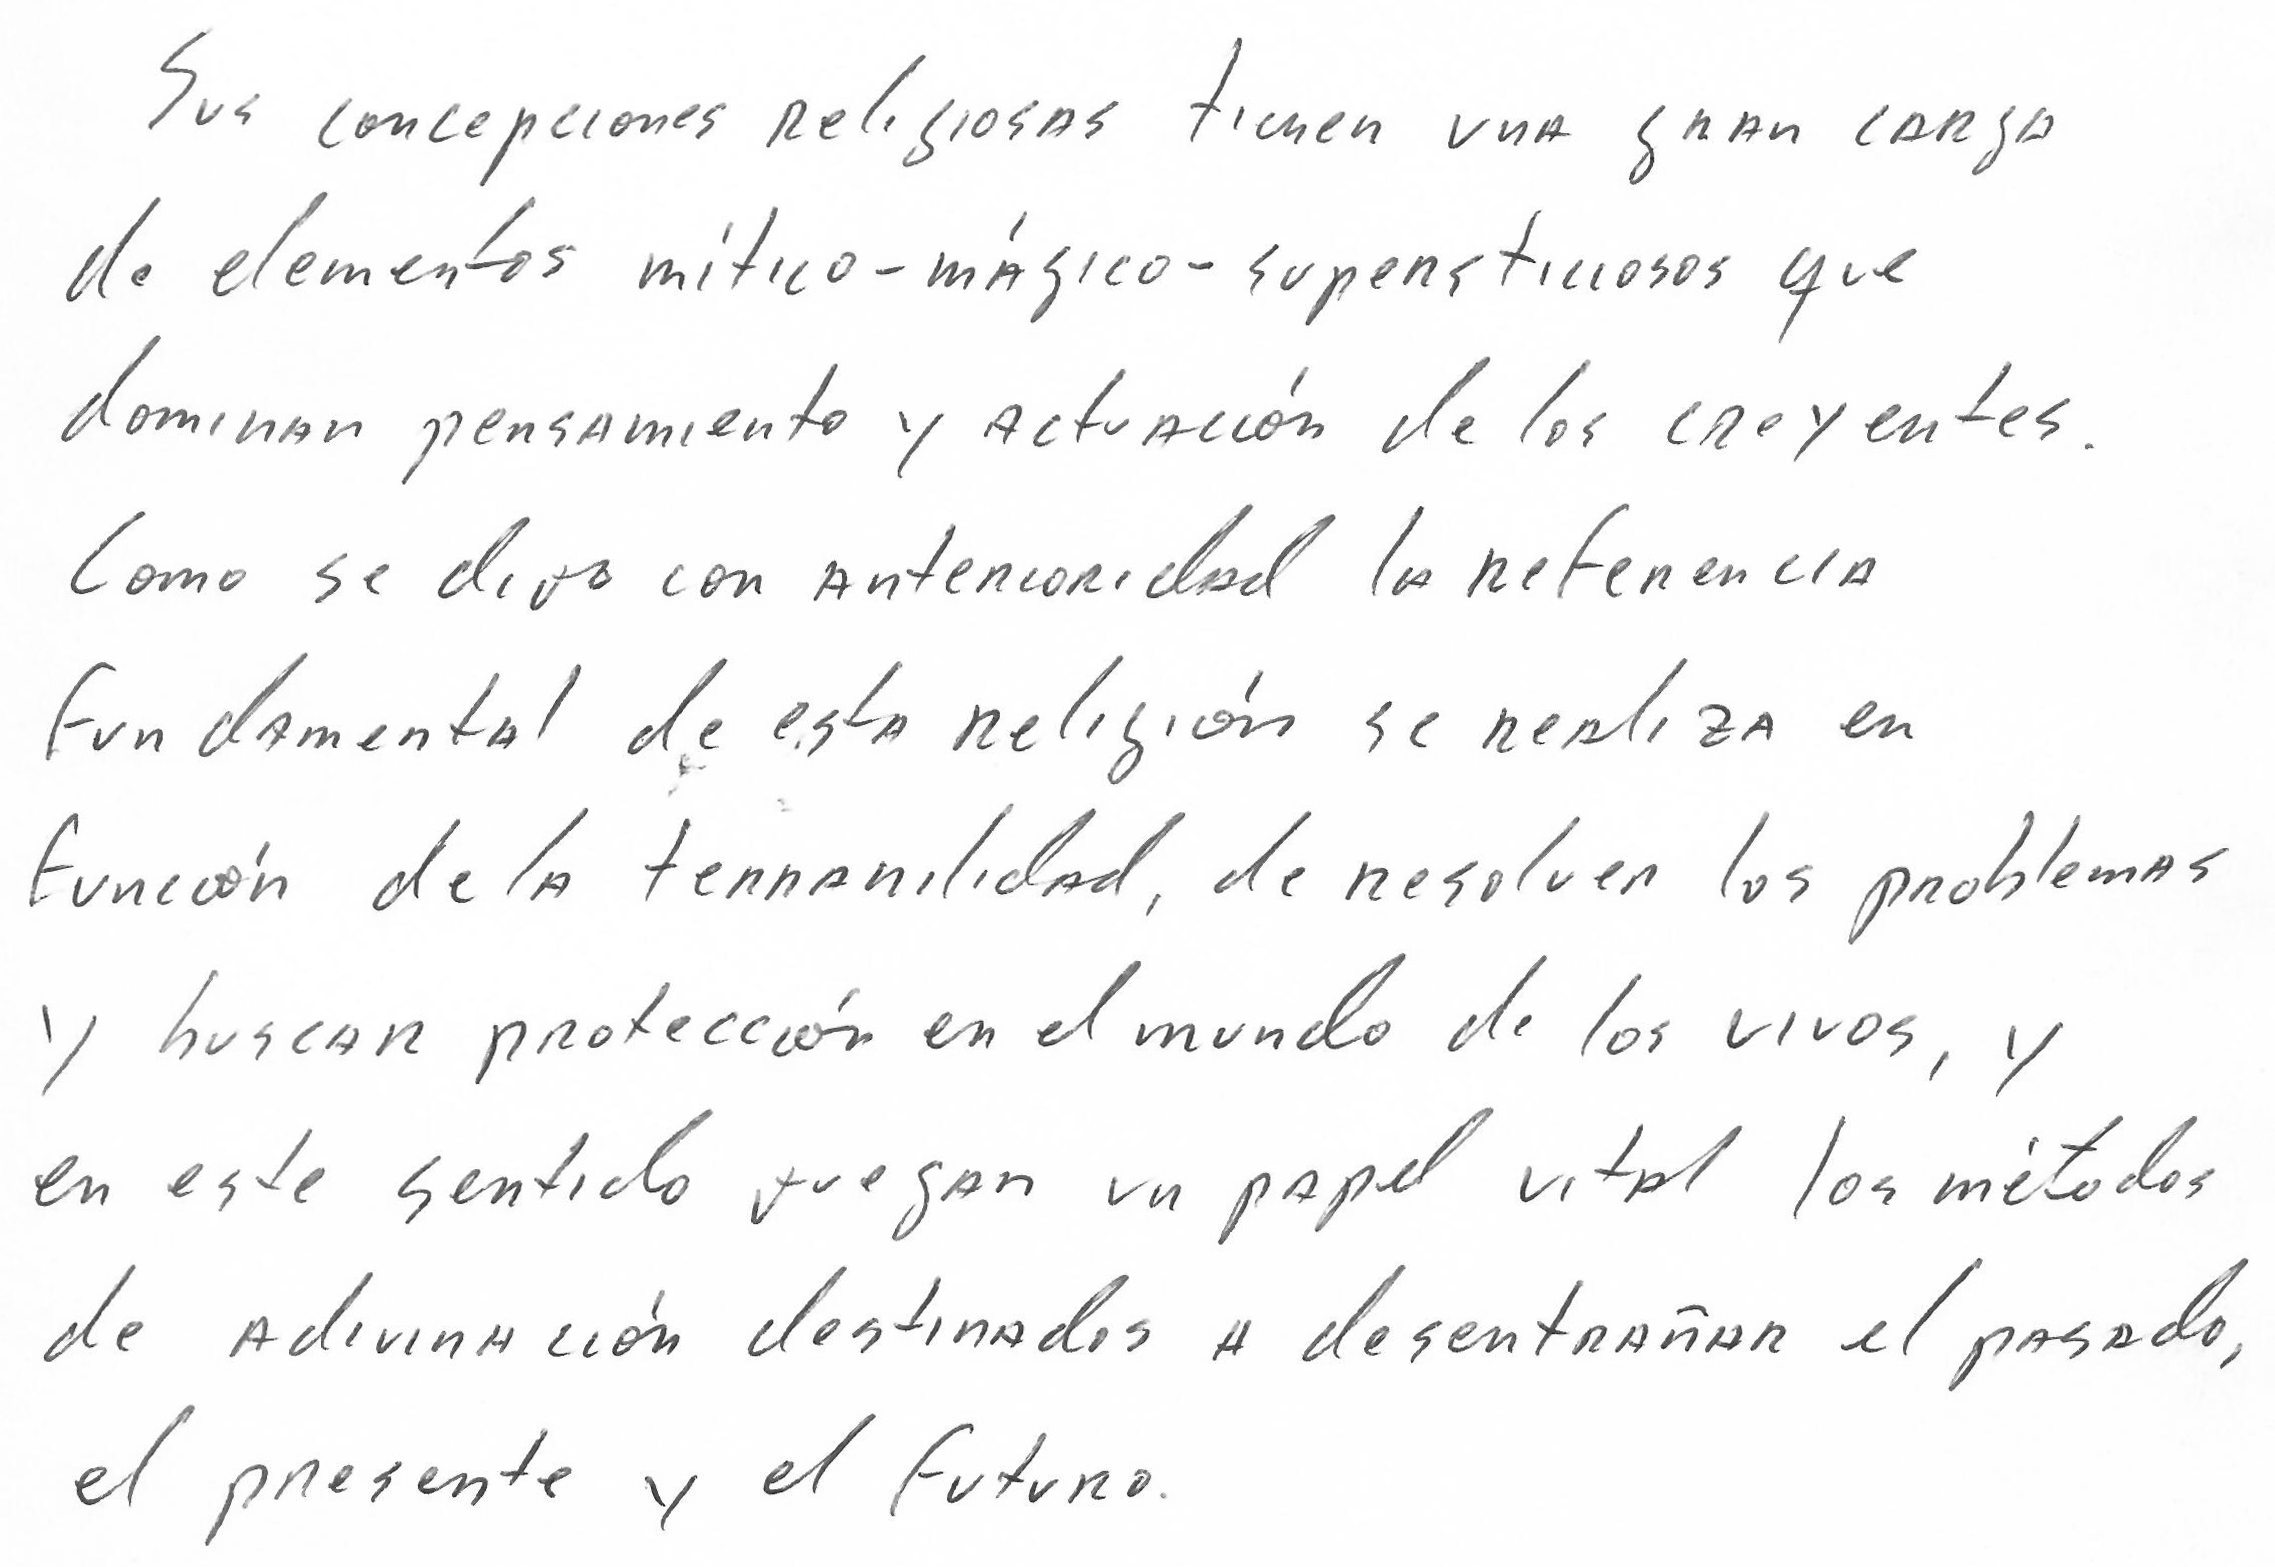 Sus concepciones religiosas tienen una gran carga
de elementos mítico-mágico-supersticiosos que
dominan pensamiento y actuación de los creyentes.
Como se dijo con anterioridad la referencia
fundamental de esta religión se realiza en
función de la terranilidad, de resolver los problemas
y buscar protección en el mundo de los vivos, y
en este sentido juegan un papel vital los métodos
de adivinación destinados a desentrañar el pasado,
el presente y el futuro.